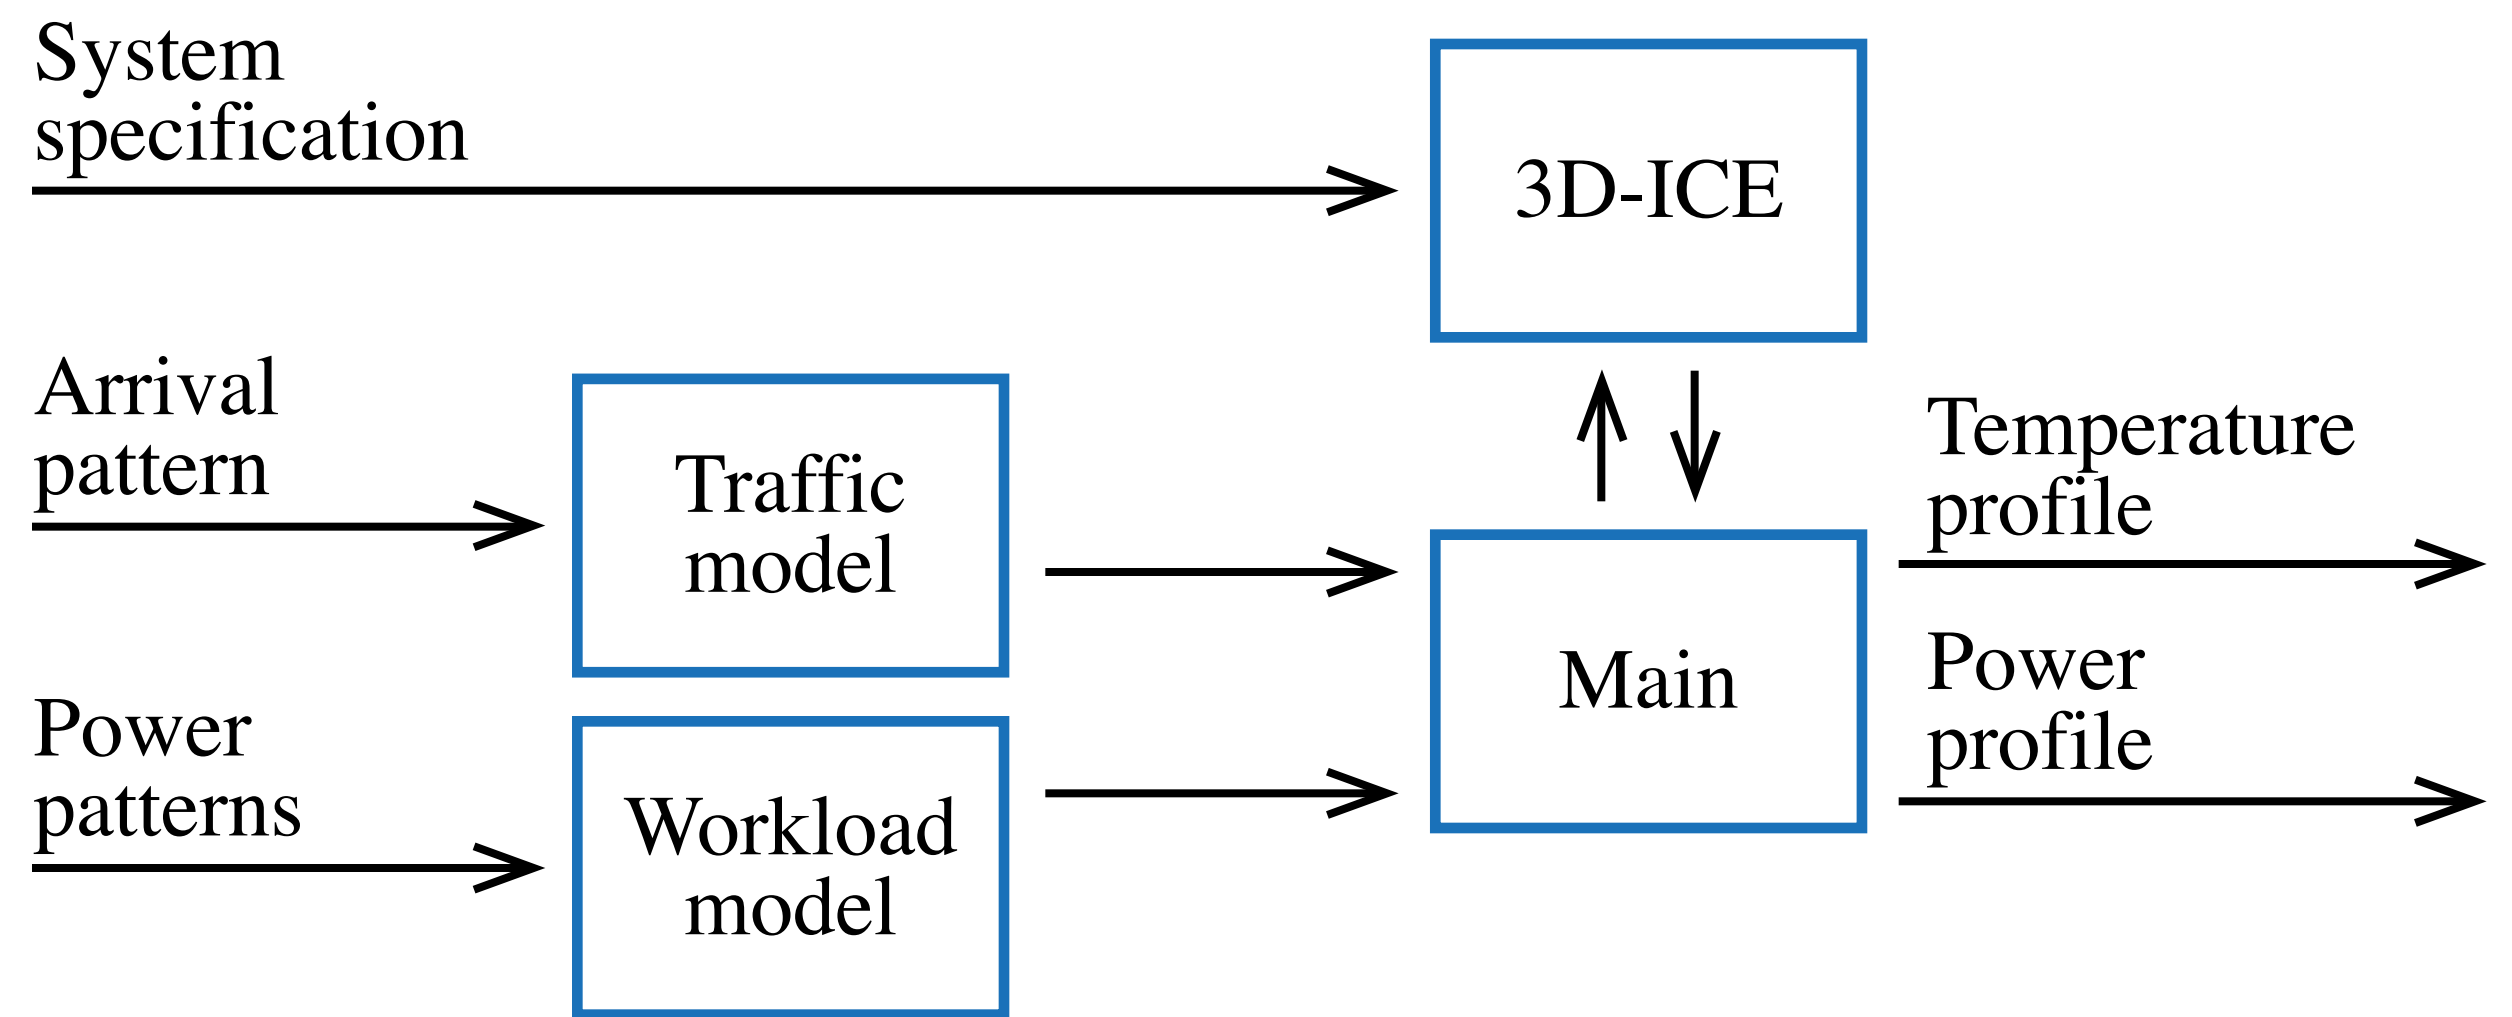 System
specification
3D-ICE
Arrival
pattern
Traffic
model
Temperature
profile
Main
Power
profile
Power
patterns
Workload
model